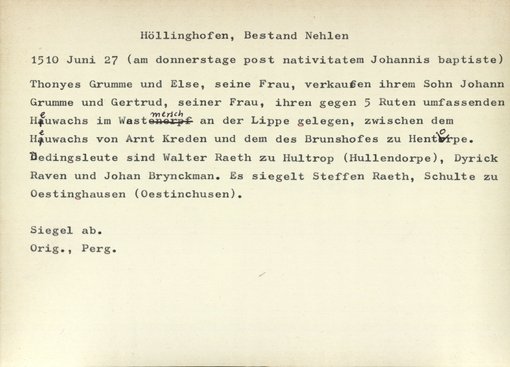 Höllinghofen, Bestand Nehlen
1510 Juni 27 (am donnerstage post nativitatem Johannis baptiste)
Thonyes Grumme und Else, seine Frau, verkaufen ihrem Sohn Johann
Grumme und Gertrud, seiner Frau, ihren gegen 5 Ruten umfassenden
Heuwachs im Wastmersch an der Lippe gelegen, zwischen dem
Heuwachs von Arnt Kreden und dem des Brunshofes zu Hentorpe.
Bedingsleute sind Walter Raeth zu Hultrop (Hullendorpe), Dyrick
Raven und Johan Brynckman. Es siegelt Steffen Raeth, Schulte zu
Oestinghausen (Oestinchusen).
Siegel ab.
Orig., Perg.